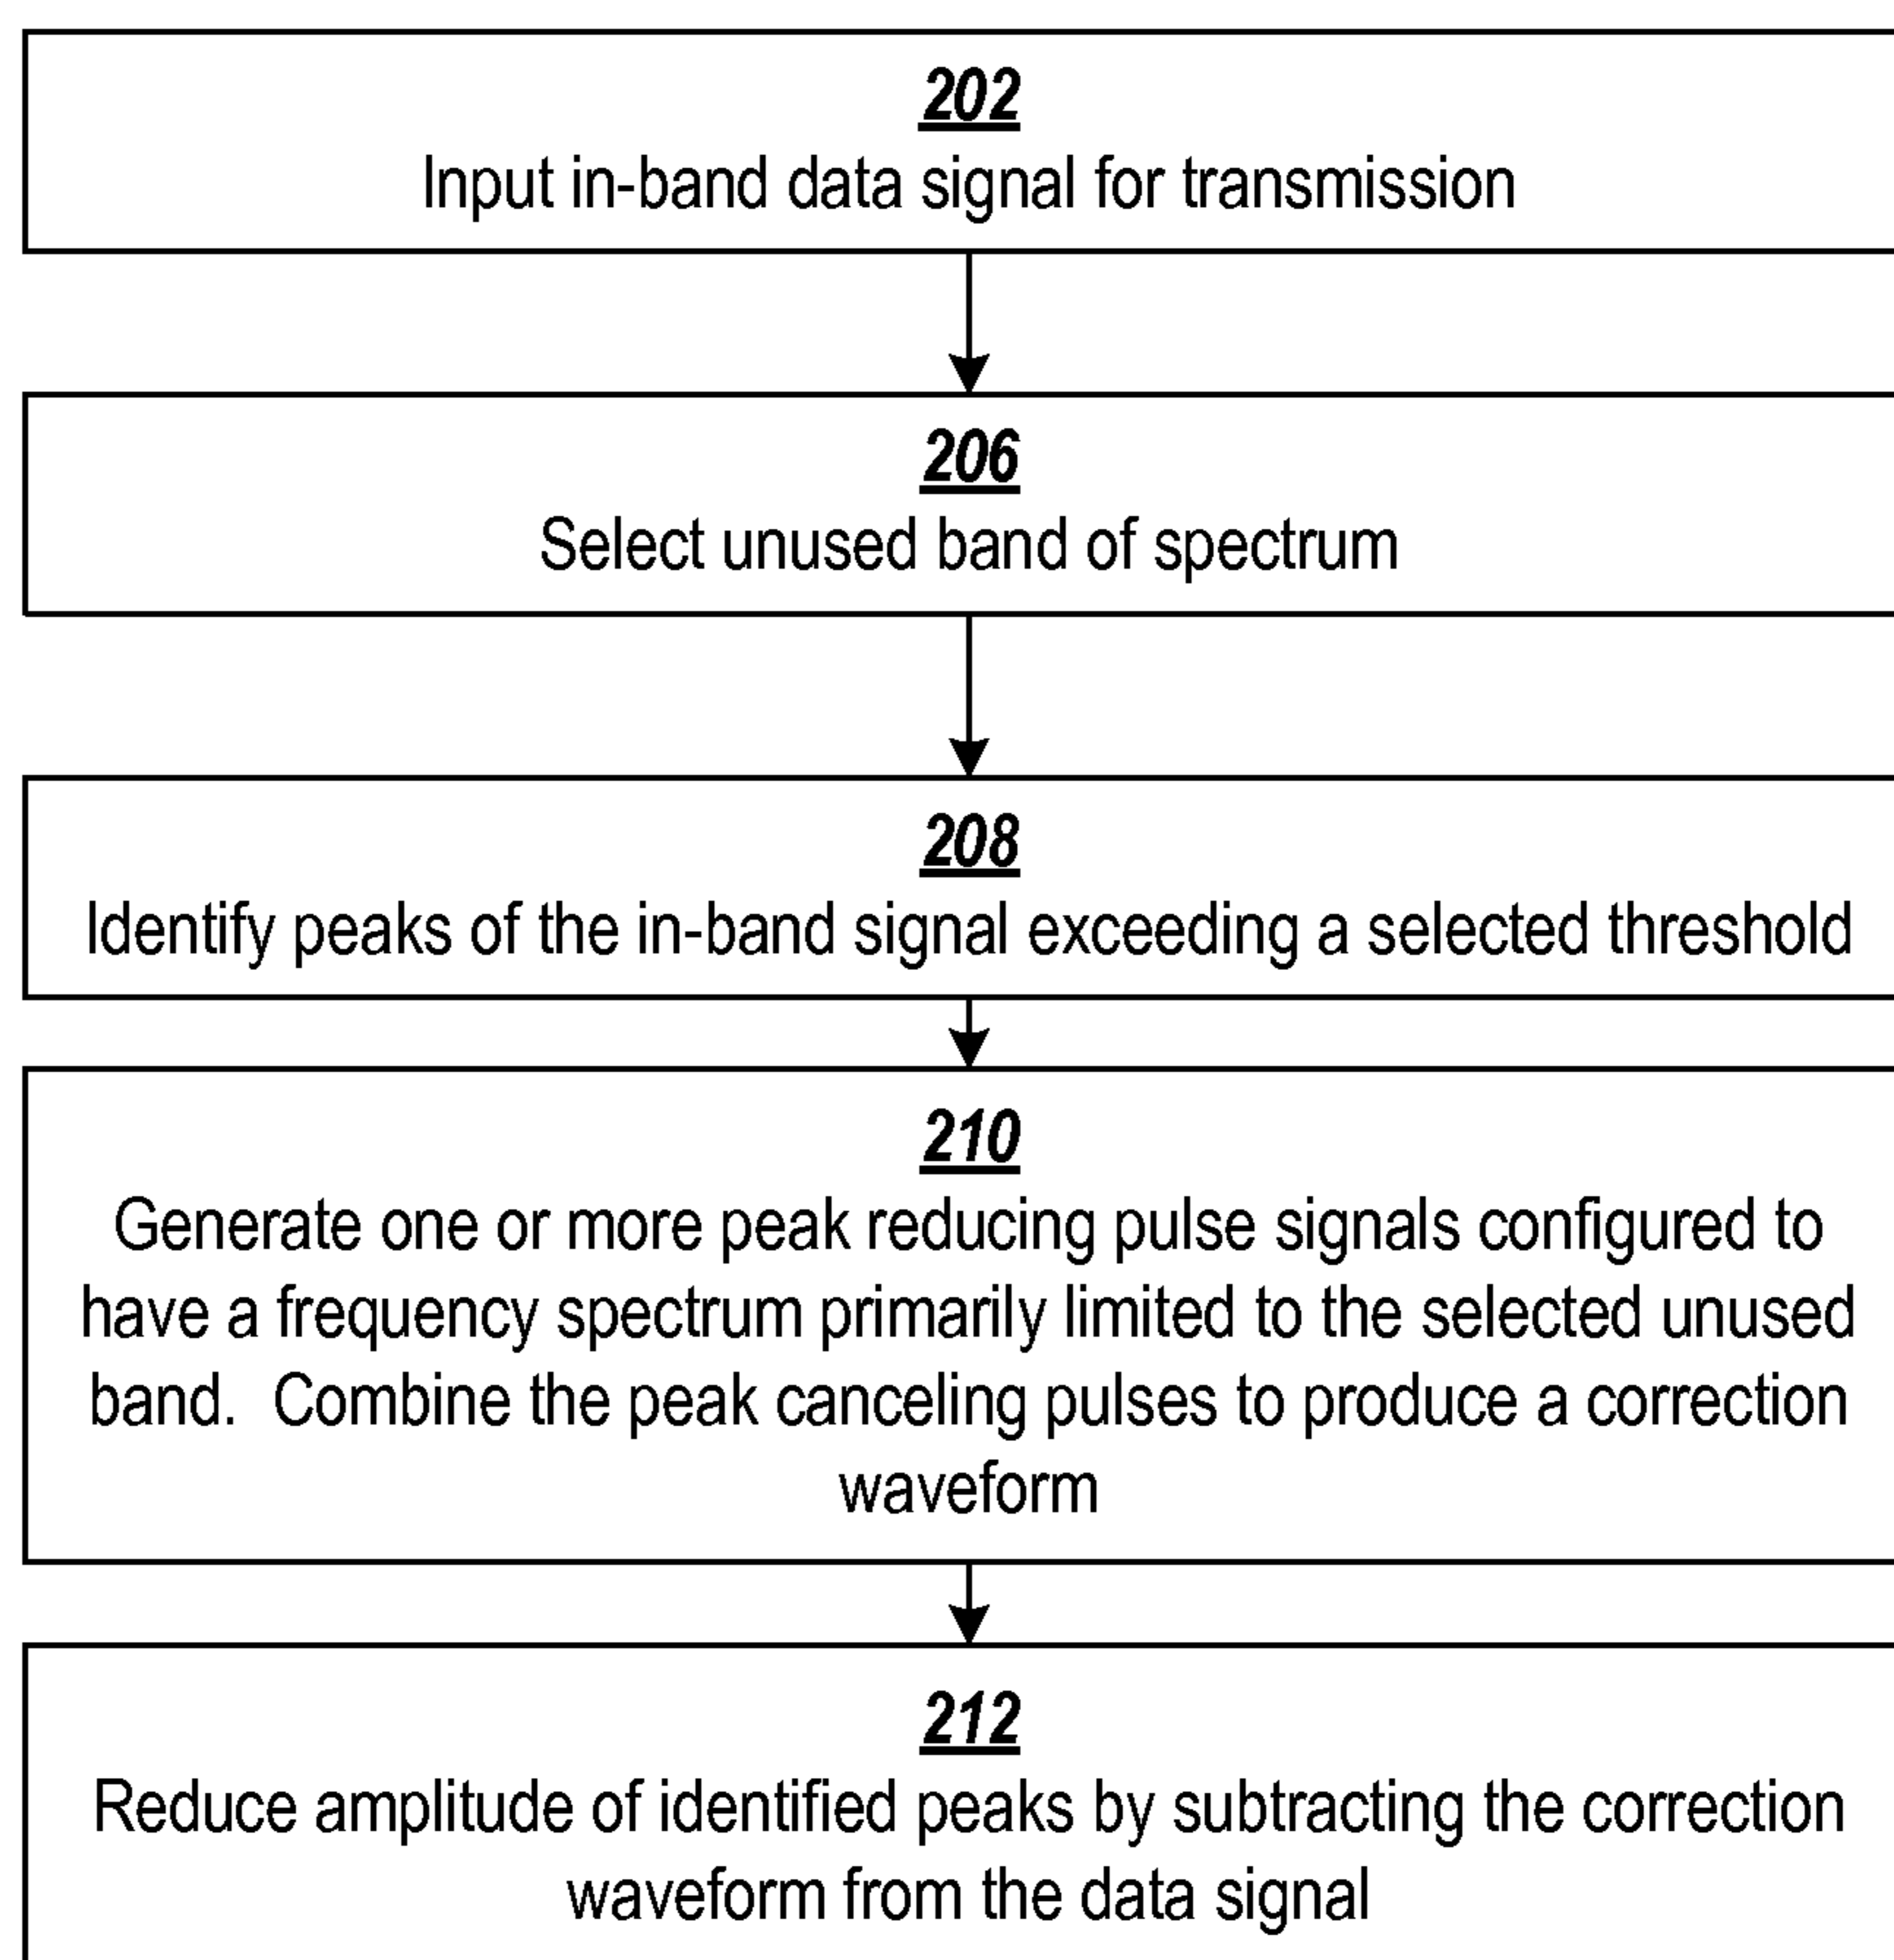 202
Input in-band data signal for transmission
206
Select unused band of spectrum
208
Identify peaks of the in-band signal exceeding a selected threshold
210
Generate one or more peak reducing pulse signals configured to
have a frequency spectrum primarily limited to the selected unused
band.  Combine the peak canceling pulses to produce a correction
waveform
212
Reduce amplitude of identified peaks by subtracting the correction
waveform from the data signal